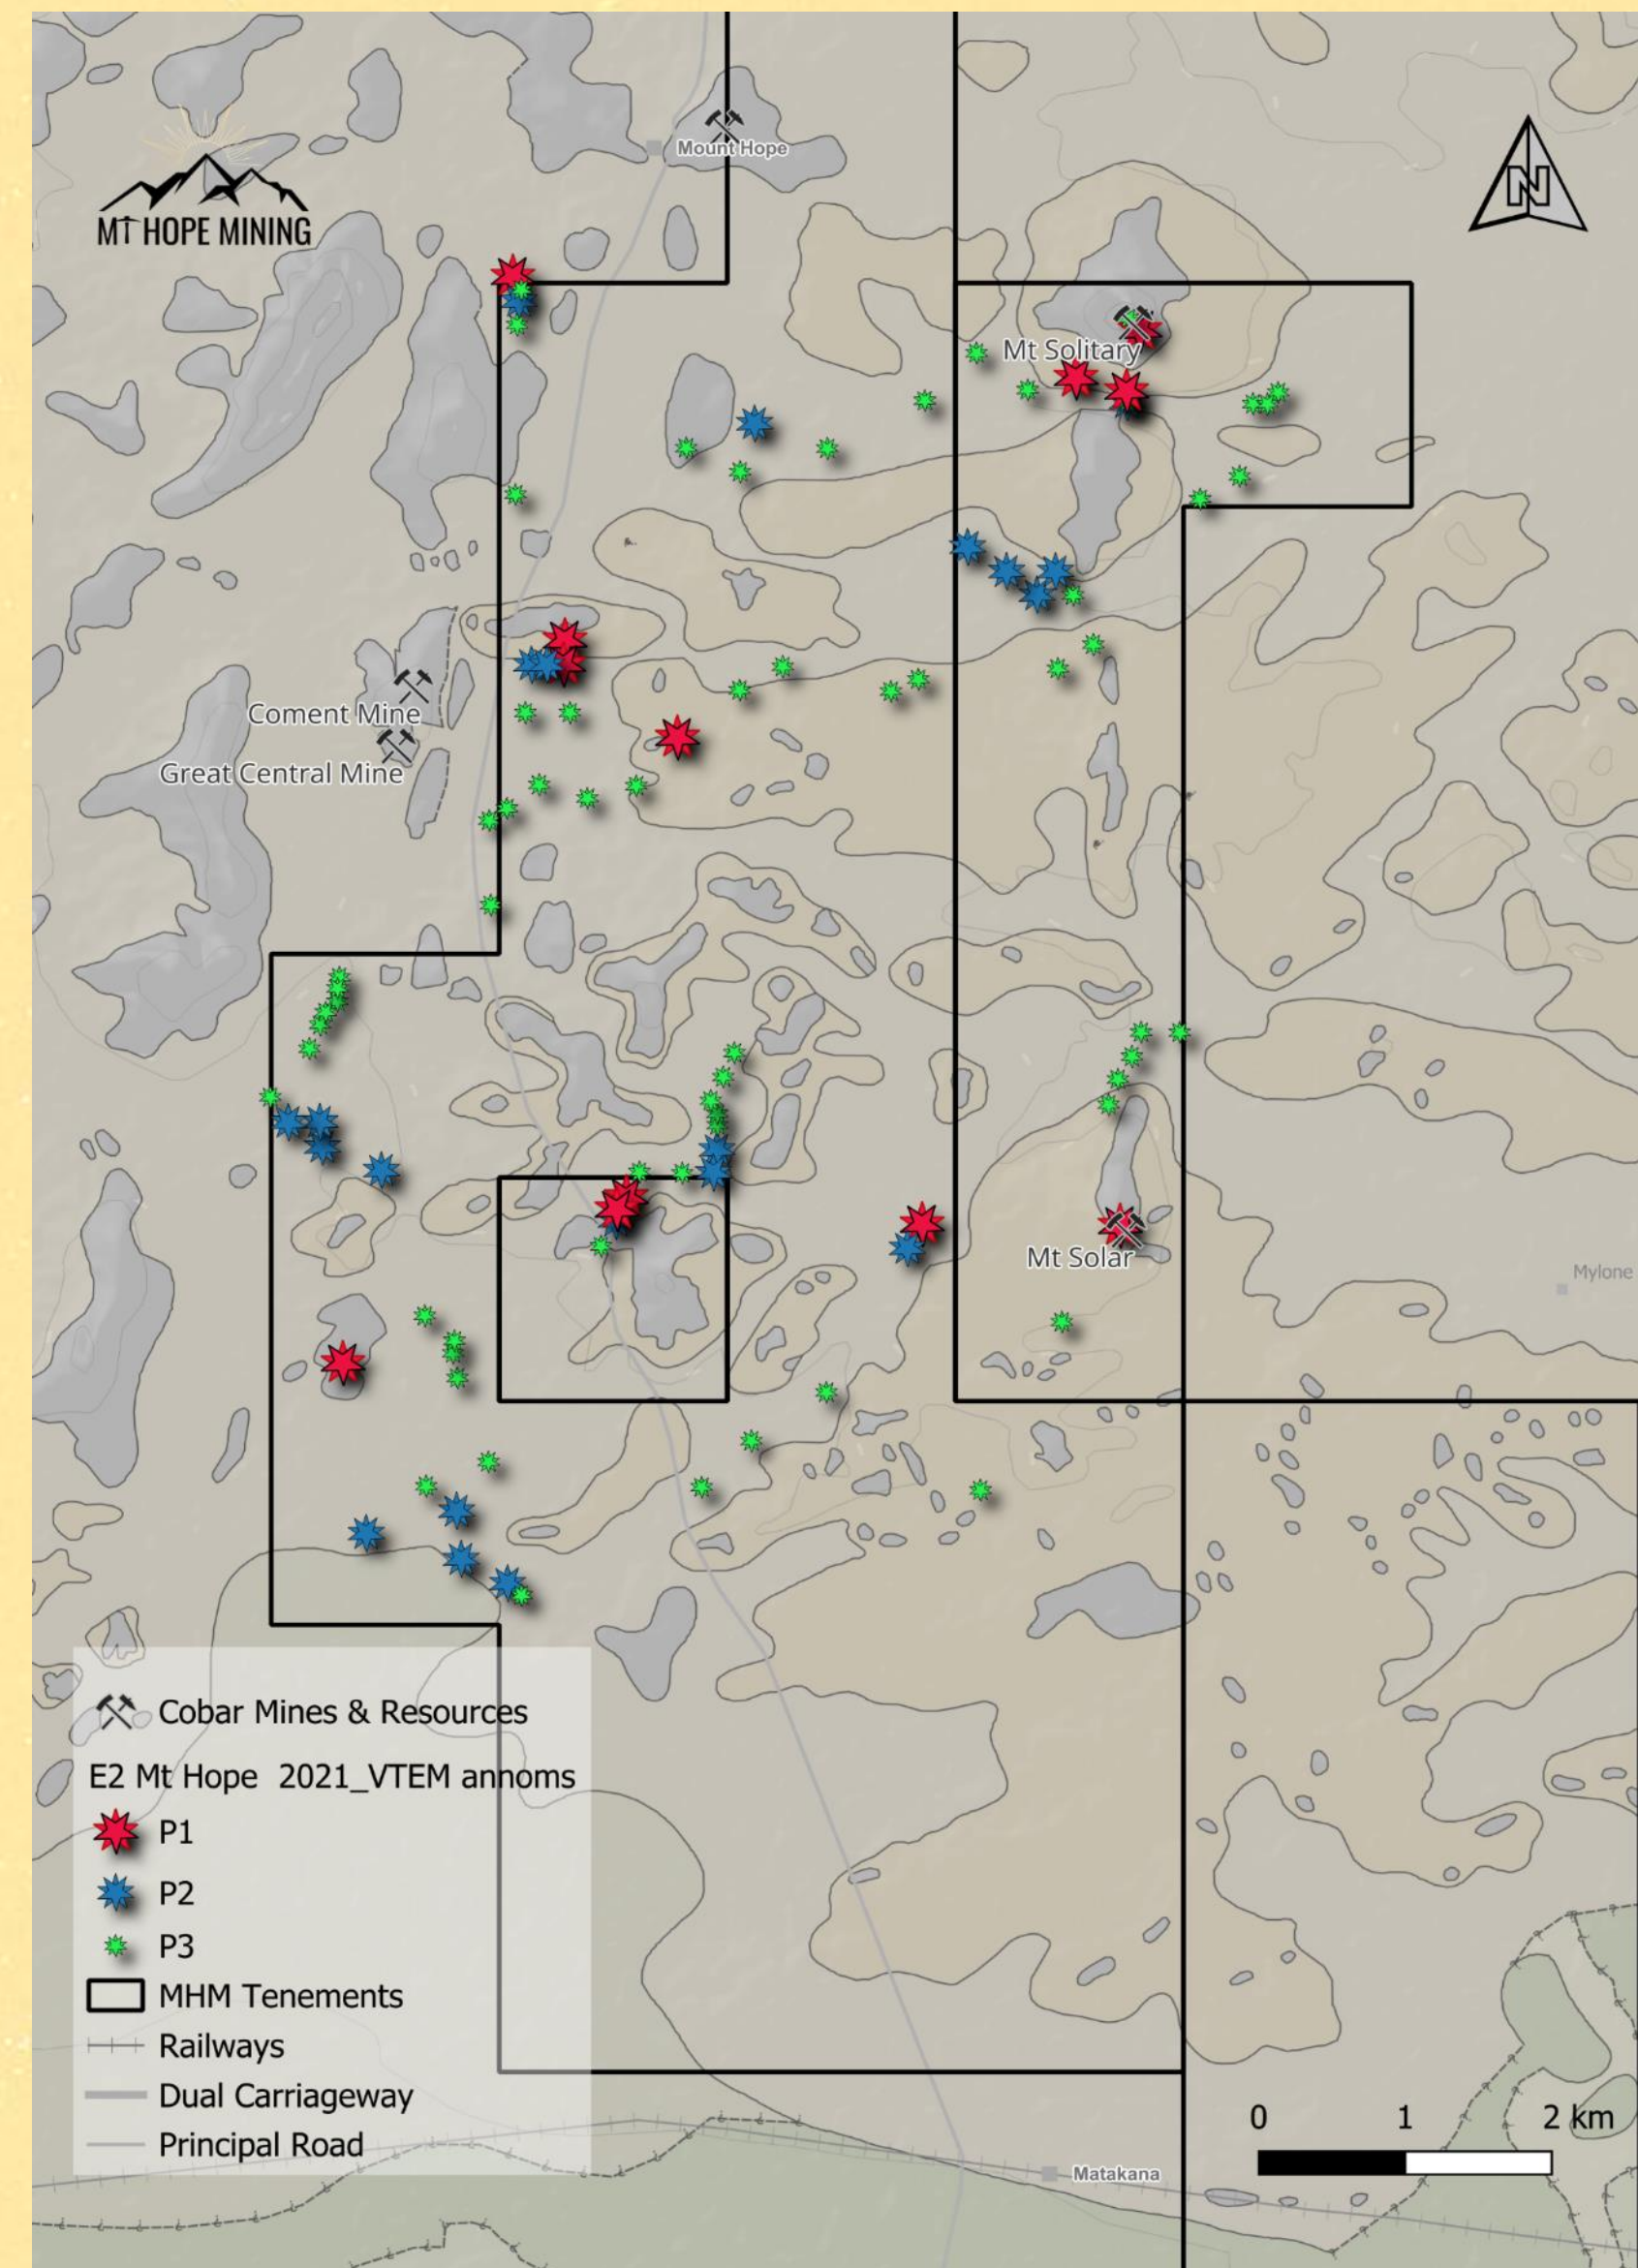 Mount Hope
N
MT HOPE MINING
Mt Solitary
Coment Mine
Great Central Mine
Mt Solar
Mylone
Cobar Mines & Resources
E2 Mt Hope 2021_VTEM annoms
P1
P2
P3
MHM Tenements
Railways
Dual Carriageway
Principal Road
0 1 2 km
Matakana